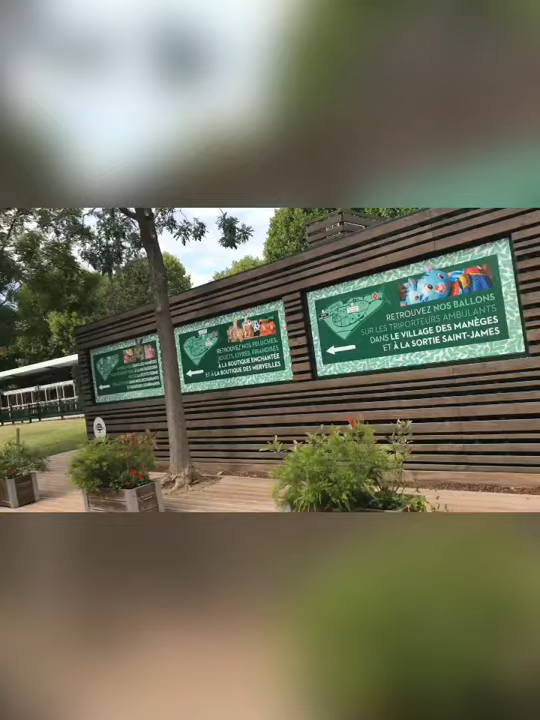 RETROUVEZ NOS PELUCHES,
JOUETS, LIVRES, FRIANDISES
À LA BOUTIQUE ENCHANTÉE
ET À LA BOUTIQUE DES MERVEILLES
RETROUVEZ NOS BALLONS
SUR LES TRIPORTEURS AMBULANTS
DANS LE VILLAGE DES MANÈGES
ET À LA SORTIE SAINT-JAMES